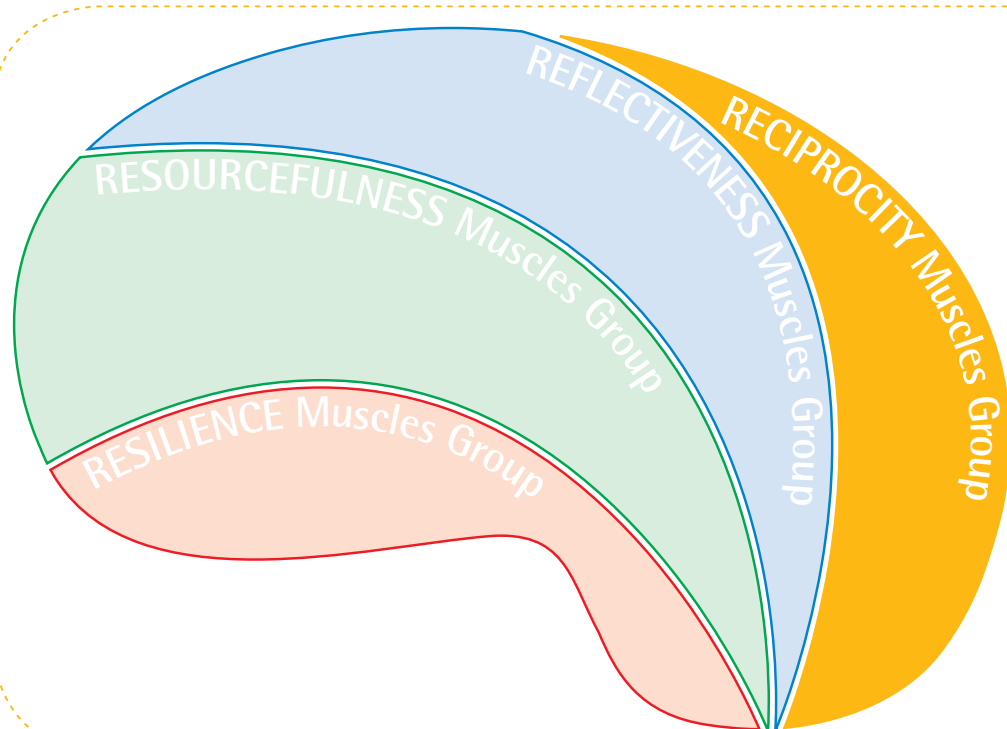 REFLECTIVENESS Muscles Group
RECIPROCITY Muscles Group
RESOURCEFULNESS Muscles Group
RESILIENCE Muscles Group